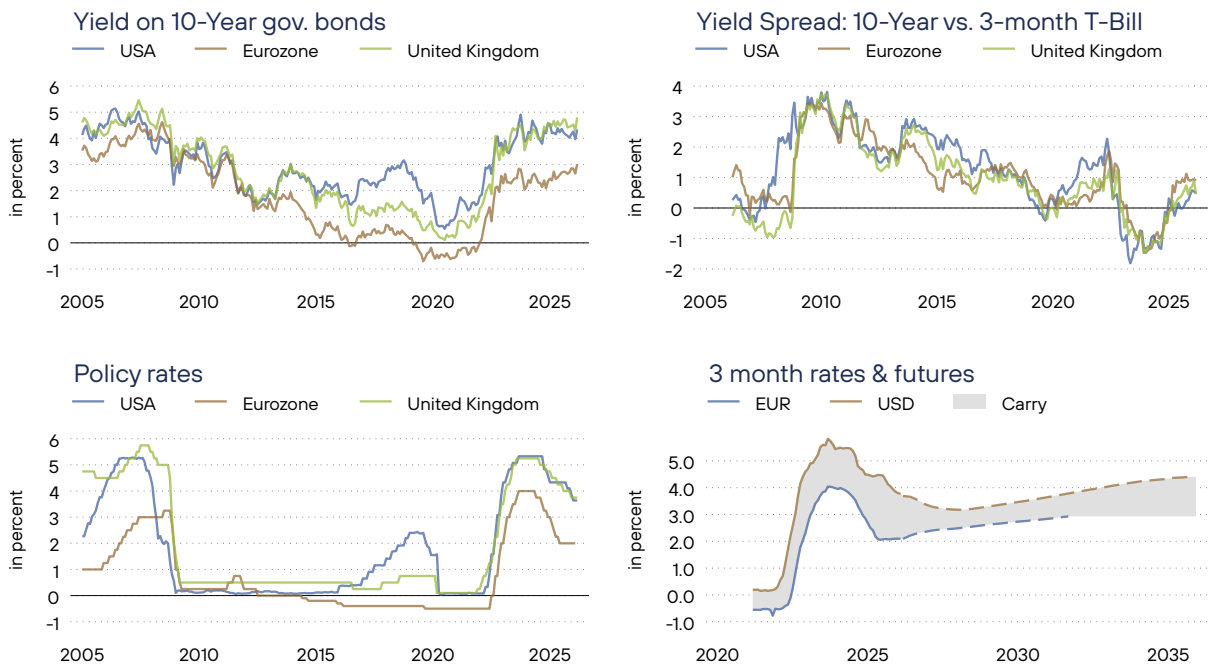 Yield on 10-Year gov. bonds
USA Eurozone United Kingdom
in percent
6
5
4
3
2
1
0
-1
2005 2010 2015 2020 2025
Yield Spread: 10-Year vs. 3-month T-Bill
USA Eurozone United Kingdom
in percent
4
3
2
1
0
-1
-2
2005 2010 2015 2020 2025
Policy rates
USA Eurozone United Kingdom
in percent
6
5
4
3
2
1
0
-1
2005 2010 2015 2020 2025
3 month rates & futures
EUR USD Carry
in percent
5.0
4.0
3.0
2.0
1.0
0.0
-1.0
2020 2025 2030 2035